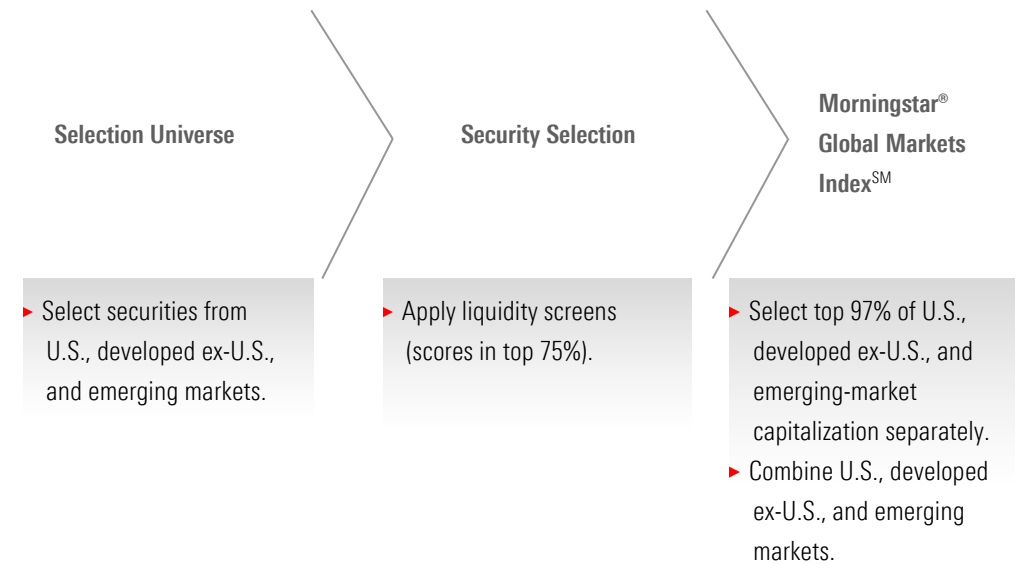 Selection Universe
Security Selection
Morningstar®
Global Markets
Index℠
▶ Select securities from
U.S., developed ex-U.S.,
and emerging markets.
▶ Apply liquidity screens
(scores in top 75%).
▶ Select top 97% of U.S.,
developed ex-U.S., and
emerging-market
capitalization separately.
▶ Combine U.S., developed
ex-U.S., and emerging
markets.